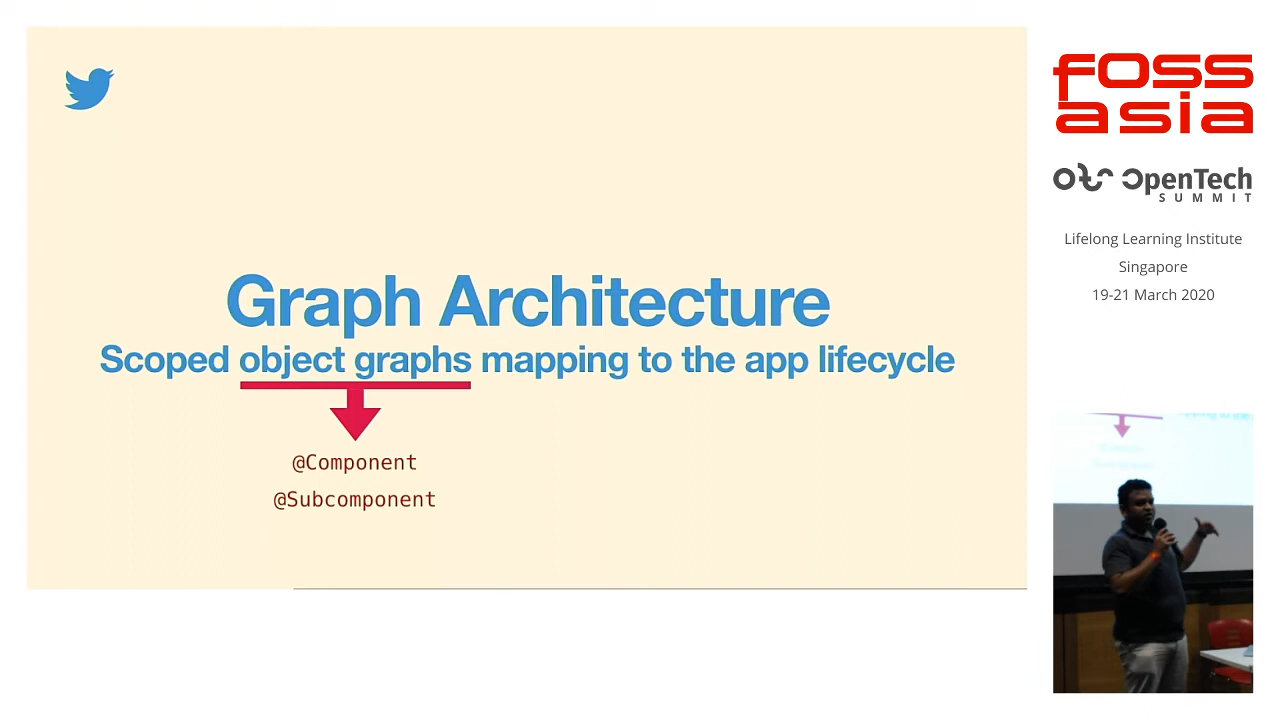 Graph Architecture
Scoped object graphs mapping to the app lifecycle
@Component
@Subcomponent
foss
asia
OpenTech
SUMMIT
Lifelong Learning Institute
Singapore
19-21 March 2020